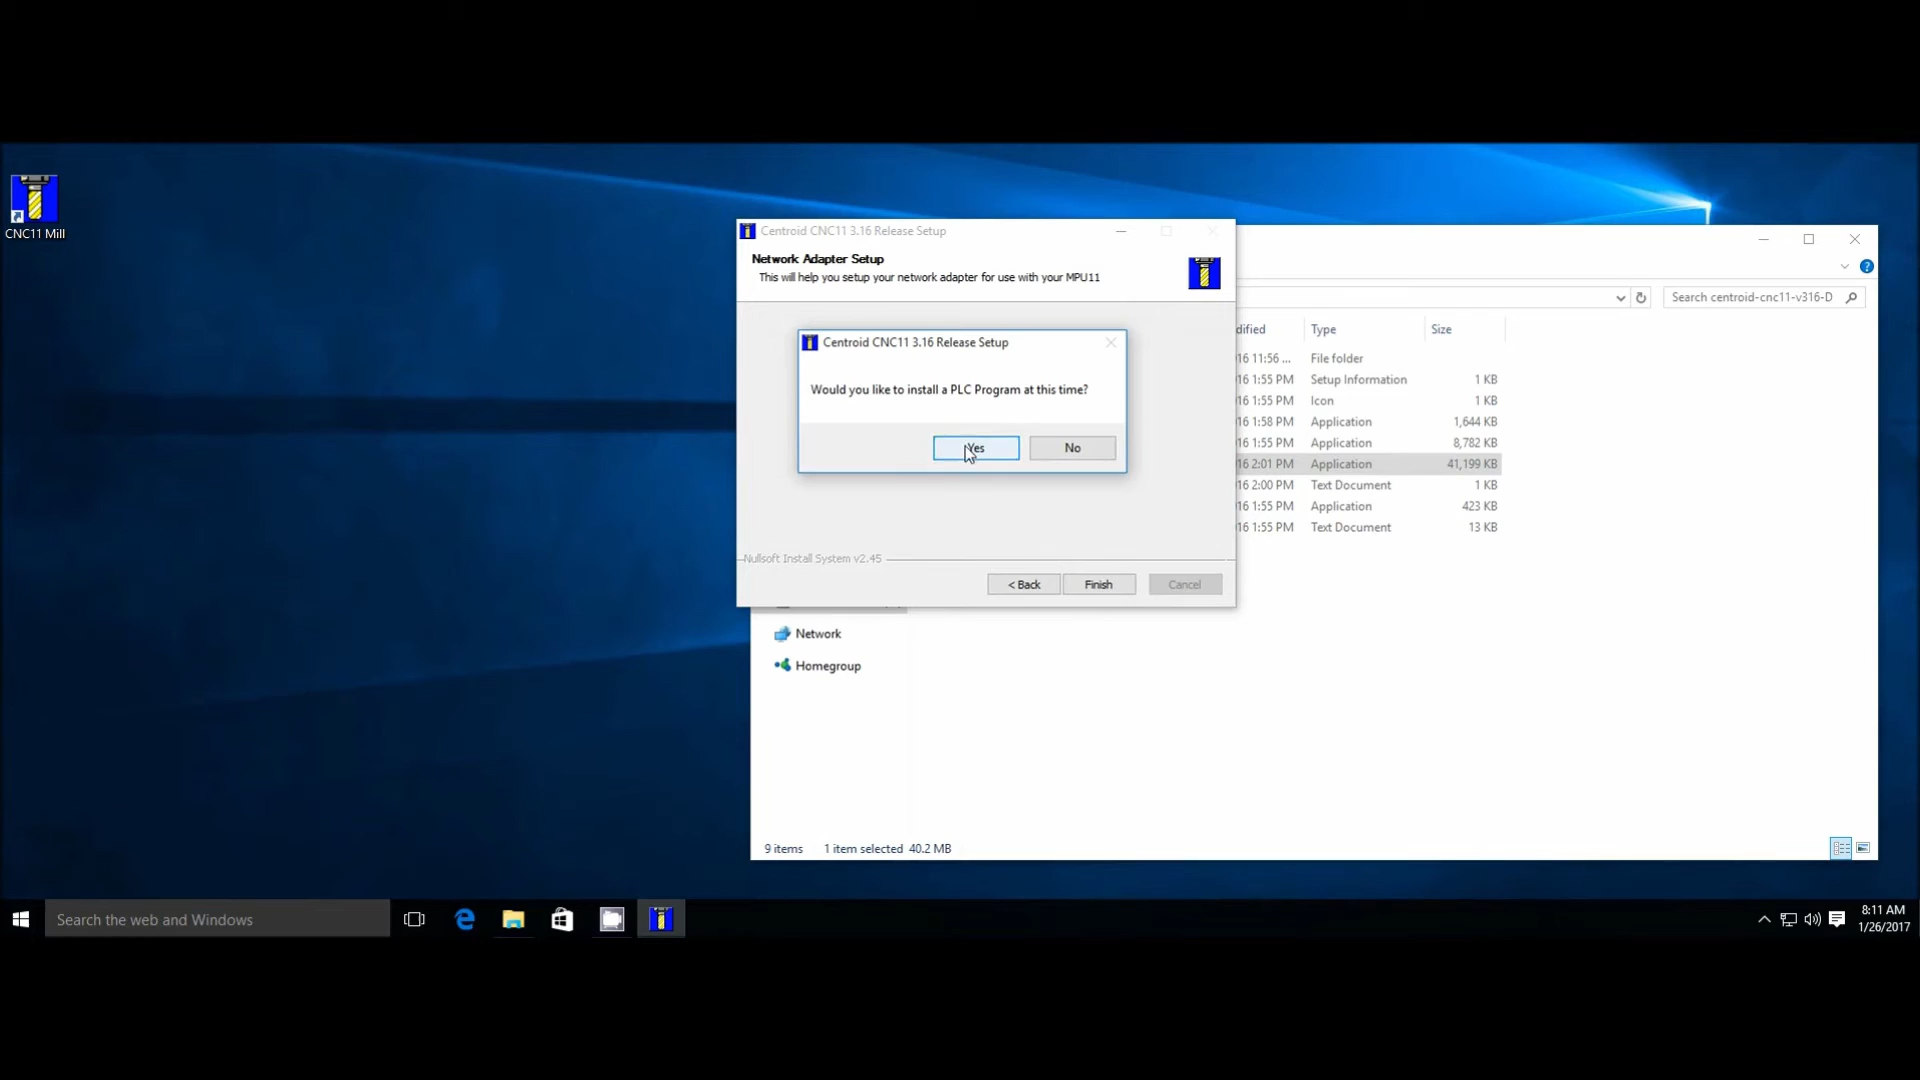 CNC11 Mill
Centroid CNC11 3.16 Release Setup
Network Adapter Setup
This will help you setup your network adapter for use with your MPU11
Centroid CNC11 3.16 Release Setup
Would you like to install a PLC Program at this time?
Yes
No
Nullsoft Install System v2.45
< Back
Finish
Cancel
Search centroid-cnc11-v316-D
dified
Type
Size
16 11:56 ...
File folder
16 1:55 PM
Setup Information
1 KB
16 1:55 PM
Icon
1 KB
16 1:58 PM
Application
1,644 KB
16 1:55 PM
Application
8,782 KB
16 2:01 PM
Application
41,199 KB
16 2:00 PM
Text Document
1 KB
16 1:55 PM
Application
423 KB
16 1:55 PM
Text Document
13 KB
Network
Homegroup
9 items
1 item selected 40.2 MB
Search the web and Windows
8:11 AM
1/26/2017